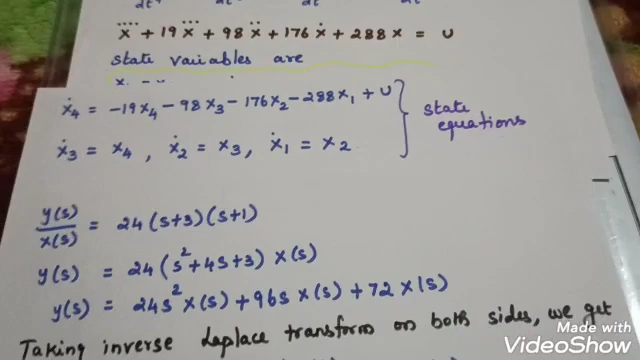 x⃜ + 19 x⃛ + 98 ẍ + 176 ẋ + 288x = U
state variables are
ẋ₄ = -19x₄ - 98x₃ - 176x₂ - 288x₁ + U
ẋ₃ = x₄ , ẋ₂ = x₃ , ẋ₁ = x₂
state equations
y(s)/x(s) = 24(s+3)(s+1)
y(s) = 24(s²+4s+3) x(s)
y(s) = 24s² x(s) + 96s x(s) + 72 x(s)
Taking inverse laplace transform on both sides, we get
Made with
VideoShow